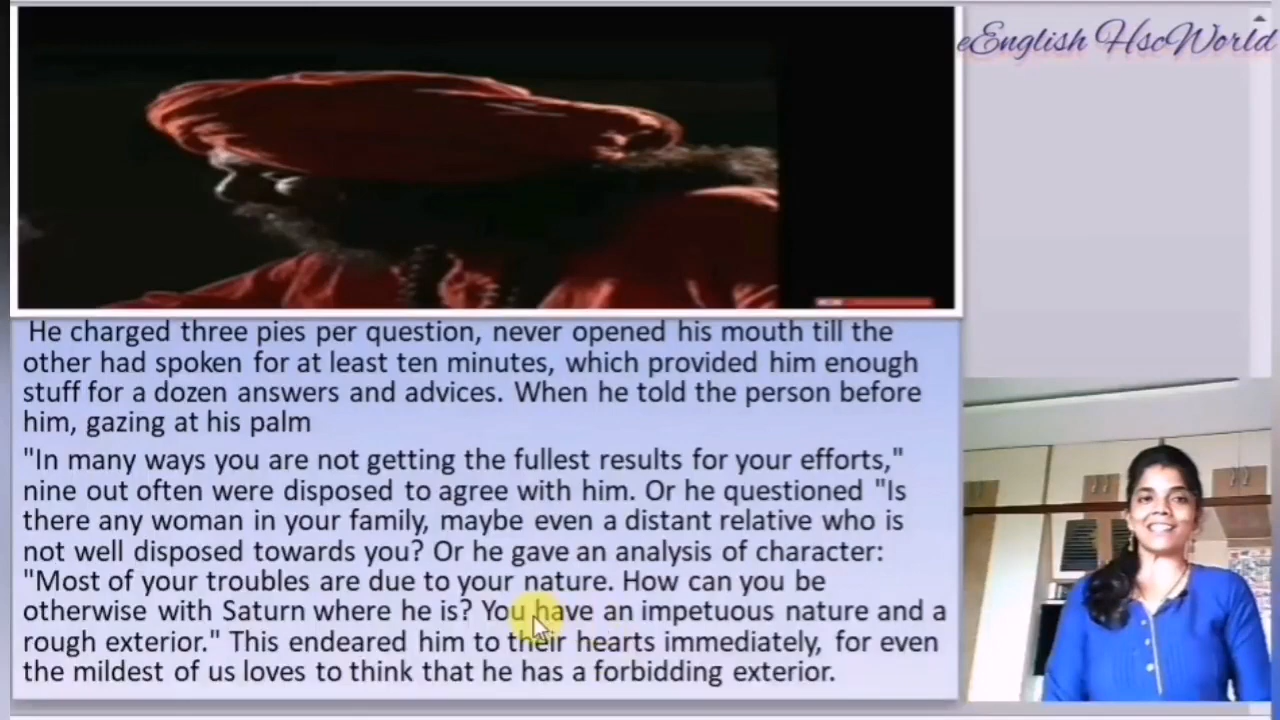 eEnglish HscWorld
He charged three pies per question, never opened his mouth till the
other had spoken for at least ten minutes, which provided him enough
stuff for a dozen answers and advices. When he told the person before
him, gazing at his palm
"In many ways you are not getting the fullest results for your efforts,"
nine out often were disposed to agree with him. Or he questioned "Is
there any woman in your family, maybe even a distant relative who is
not well disposed towards you? Or he gave an analysis of character:
"Most of your troubles are due to your nature. How can you be
otherwise with Saturn where he is? You have an impetuous nature and a
rough exterior." This endeared him to their hearts immediately, for even
the mildest of us loves to think that he has a forbidding exterior.